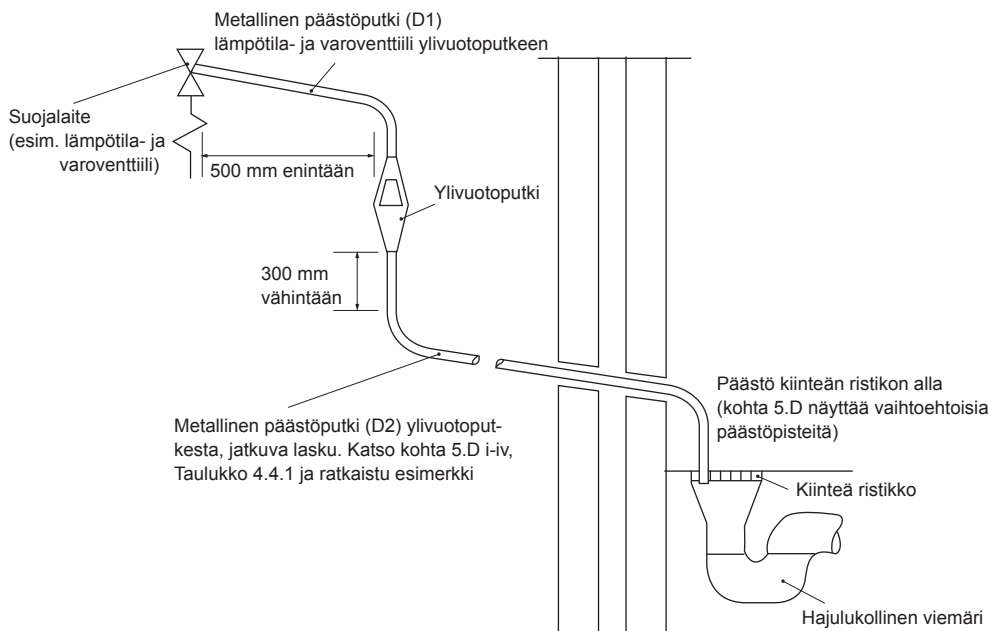 Metallinen päästöputki (D1)
lämpötila- ja varoventtiili ylivuotoputkeen
Suojalaite
(esim. lämpötila- ja
varoventtiili)
500 mm enintään
Ylivuotoputki
300 mm
vähintään
Metallinen päästöputki (D2) ylivuotoput-
kesta, jatkuva lasku. Katso kohta 5.D i-iv,
Taulukko 4.4.1 ja ratkaistu esimerkki
Päästö kiinteän ristikon alla
(kohta 5.D näyttää vaihtoehtoisia
päästöpisteitä)
Kiinteä ristikko
Hajulukollinen viemäri